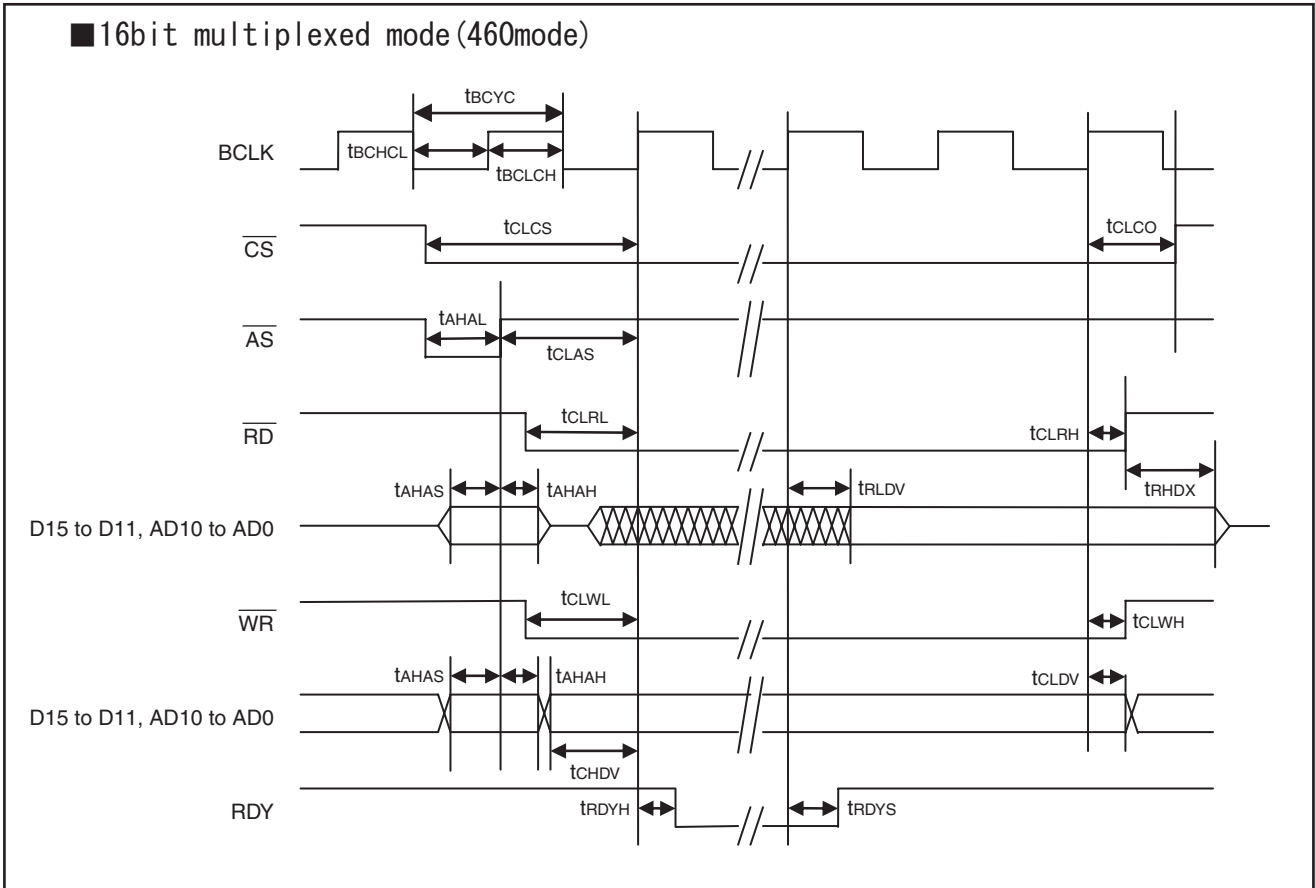 ■16bit multiplexed mode(460mode)
tBCYC
BCLK
tBCHCL
tBCLCH
CS
tCLCS
tCLCO
AS
tAHAL
tCLAS
RD
tCLRL
tCLRH
tRHDX
tAHAS
tAHAH
tRLDV
D15 to D11, AD10 to AD0
WR
tCLWL
tCLWH
tAHAS
tAHAH
tCLDV
D15 to D11, AD10 to AD0
tCHDV
RDY
tRDYH
tRDYS